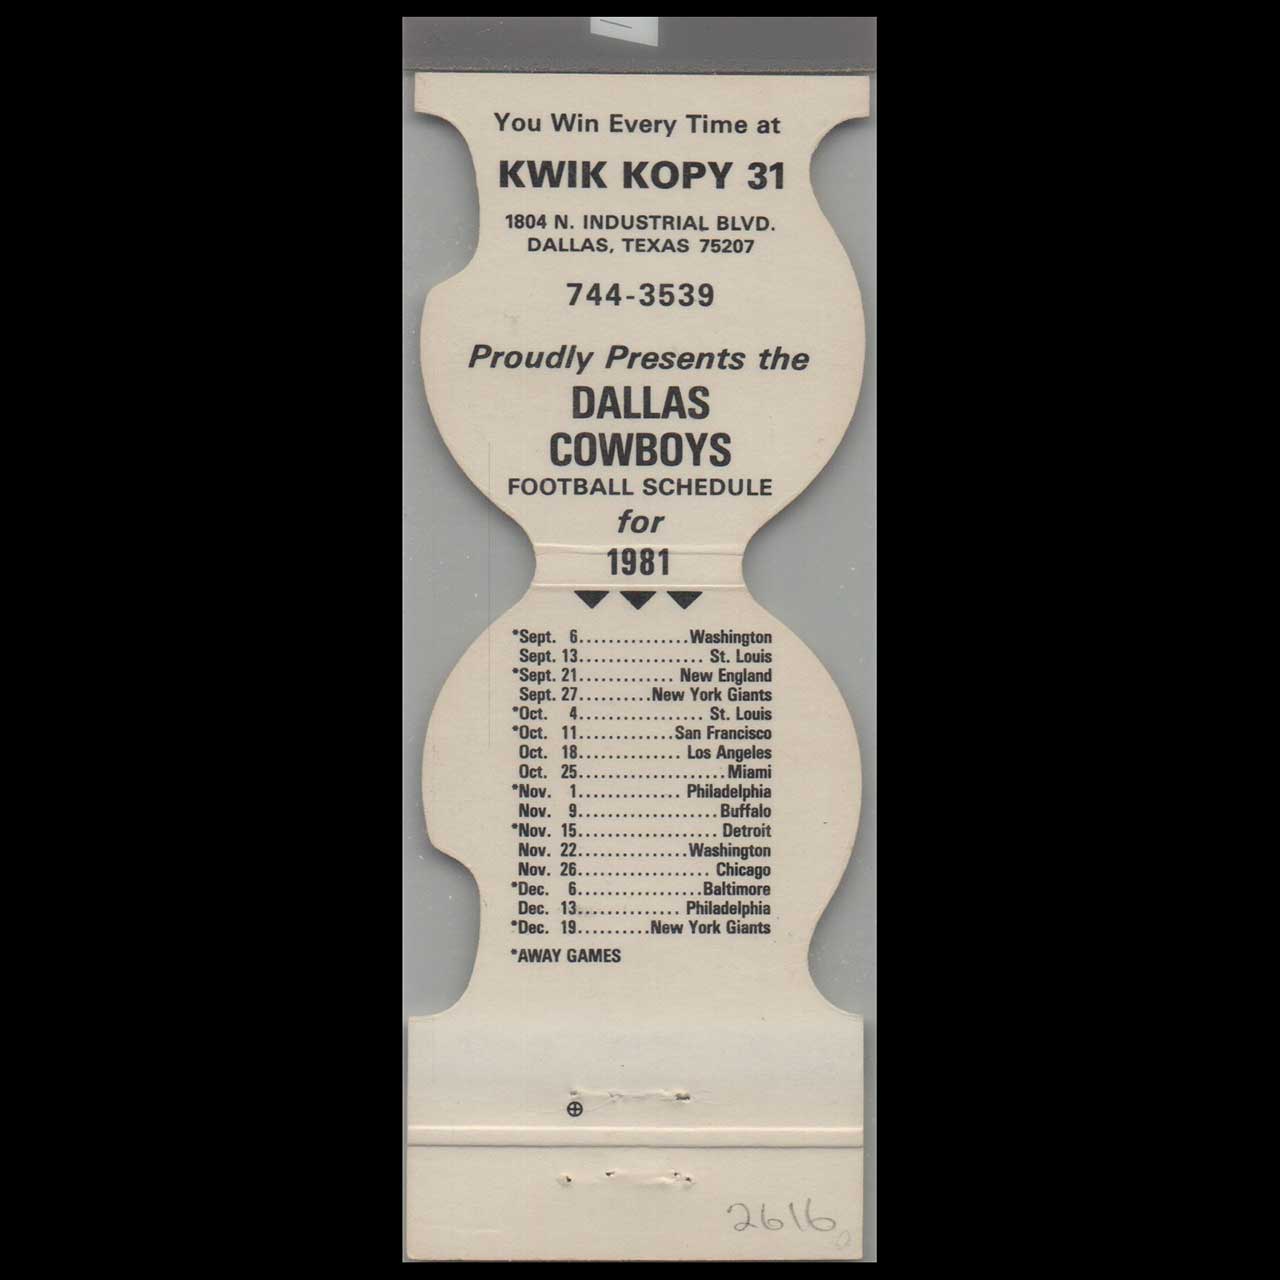 You Win Every Time at
KWIK KOPY 31
1804 N. INDUSTRIAL BLVD.
DALLAS, TEXAS 75207
744-3539
Proudly Presents the
DALLAS
COWBOYS
FOOTBALL SCHEDULE
for
1981
*Sept. 6...............Washington
Sept. 13................. St. Louis
*Sept. 21............. New England
Sept. 27..........New York Giants
*Oct. 4................. St. Louis
*Oct. 11.............San Francisco
Oct. 18.............. Los Angeles
Oct. 25....................Miami
*Nov. 1.............. Philadelphia
Nov. 9...................Buffalo
*Nov. 15................... Detroit
Nov. 22...............Washington
Nov. 26.................. Chicago
*Dec. 6.................Baltimore
Dec. 13.............. Philadelphia
*Dec. 19..........New York Giants
*AWAY GAMES
2616